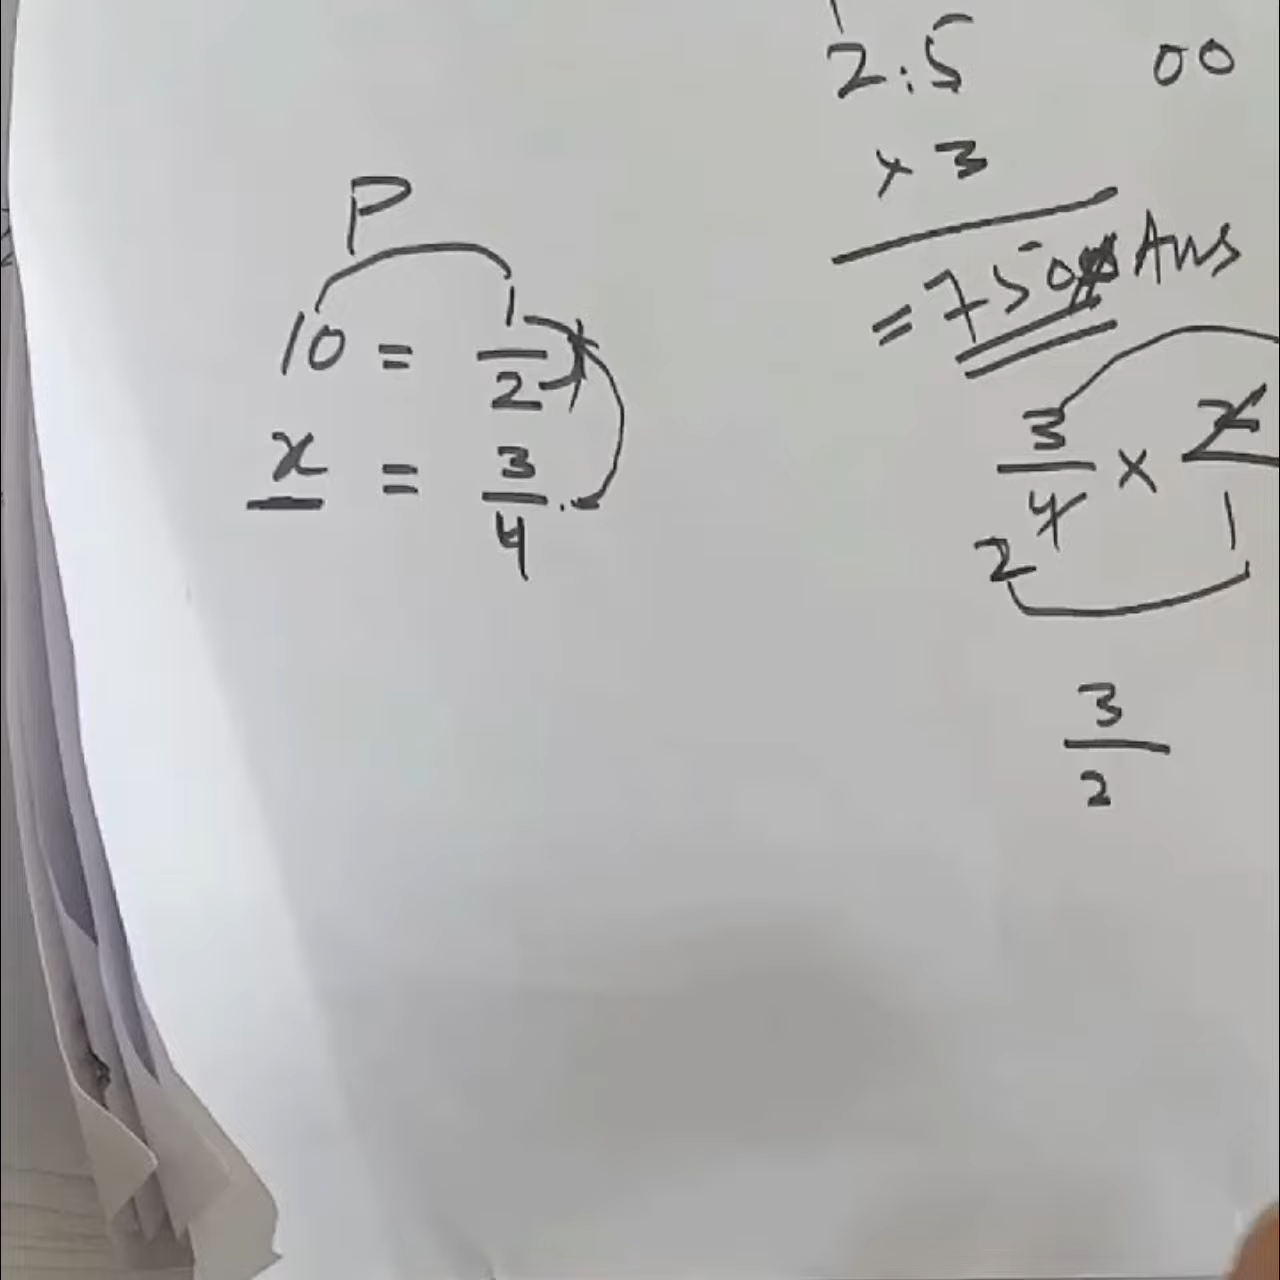 P
10 = 1/2
x = 3/4
2:5 00
x 3
= 750 Ans
3/4 x 2/1
2
3/2